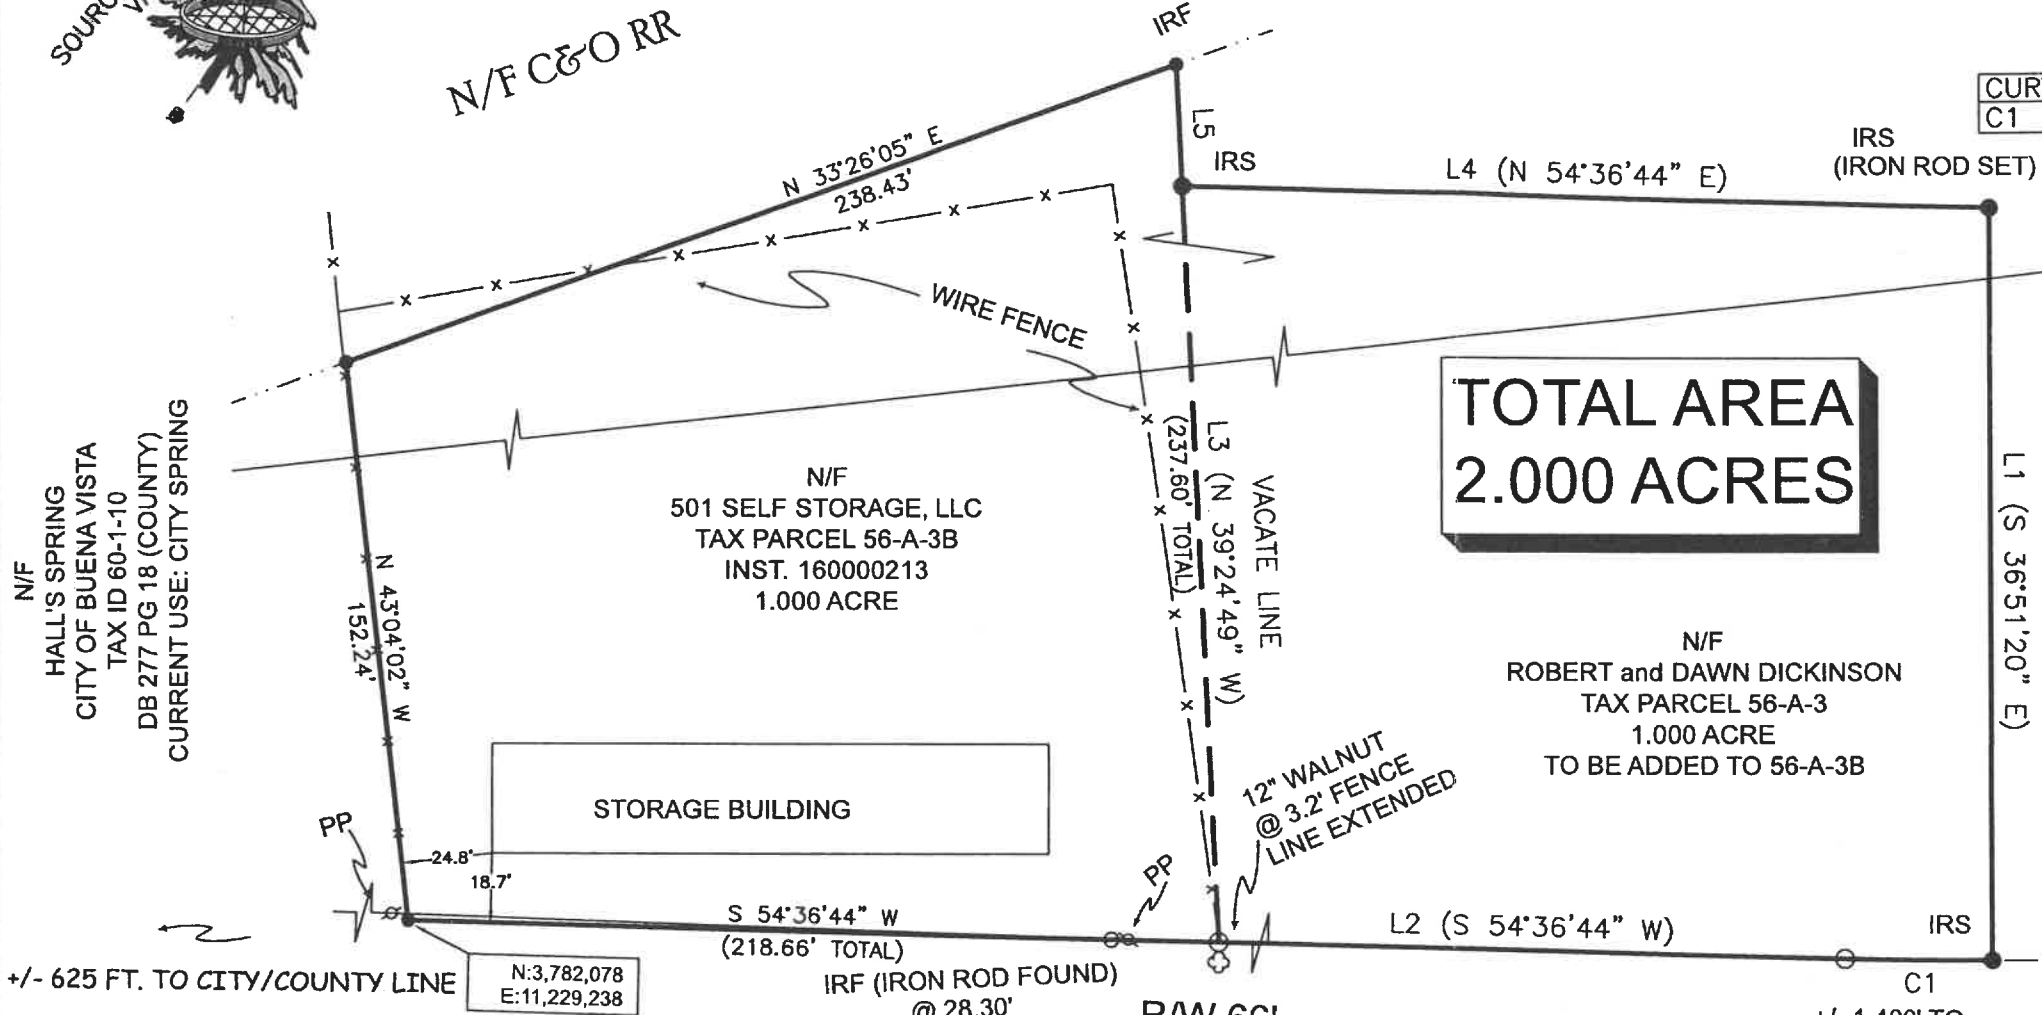 N/F C&O RR
IRF
CUR
C1
IRS
(IRON ROD SET)
L5
IRS
L4 (N 54°36'44" E)
N 33°26'05" E
238.43'
WIRE FENCE
TOTAL AREA
2.000 ACRES
N/F
HALL'S SPRING
CITY OF BUENA VISTA
TAX ID 60-1-10
DB 277 PG 18 (COUNTY)
CURRENT USE: CITY SPRING
N 43°04'02" W
152.24'
N/F
501 SELF STORAGE, LLC
TAX PARCEL 56-A-3B
INST. 160000213
1.000 ACRE
L3 (N 39°24'49" W)
(237.60' TOTAL)
VACATE LINE
L1 (S 36°51'20" E)
N/F
ROBERT and DAWN DICKINSON
TAX PARCEL 56-A-3
1.000 ACRE
TO BE ADDED TO 56-A-3B
12" WALNUT
@ 3.2' FENCE
LINE EXTENDED
STORAGE BUILDING
PP
24.8'
18.7'
PP
S 54°36'44" W
(218.66' TOTAL)
L2 (S 54°36'44" W)
IRS
C1
+/- 625 FT. TO CITY/COUNTY LINE
N:3,782,078
E:11,229,238
IRF (IRON ROD FOUND)
@ 28.30'